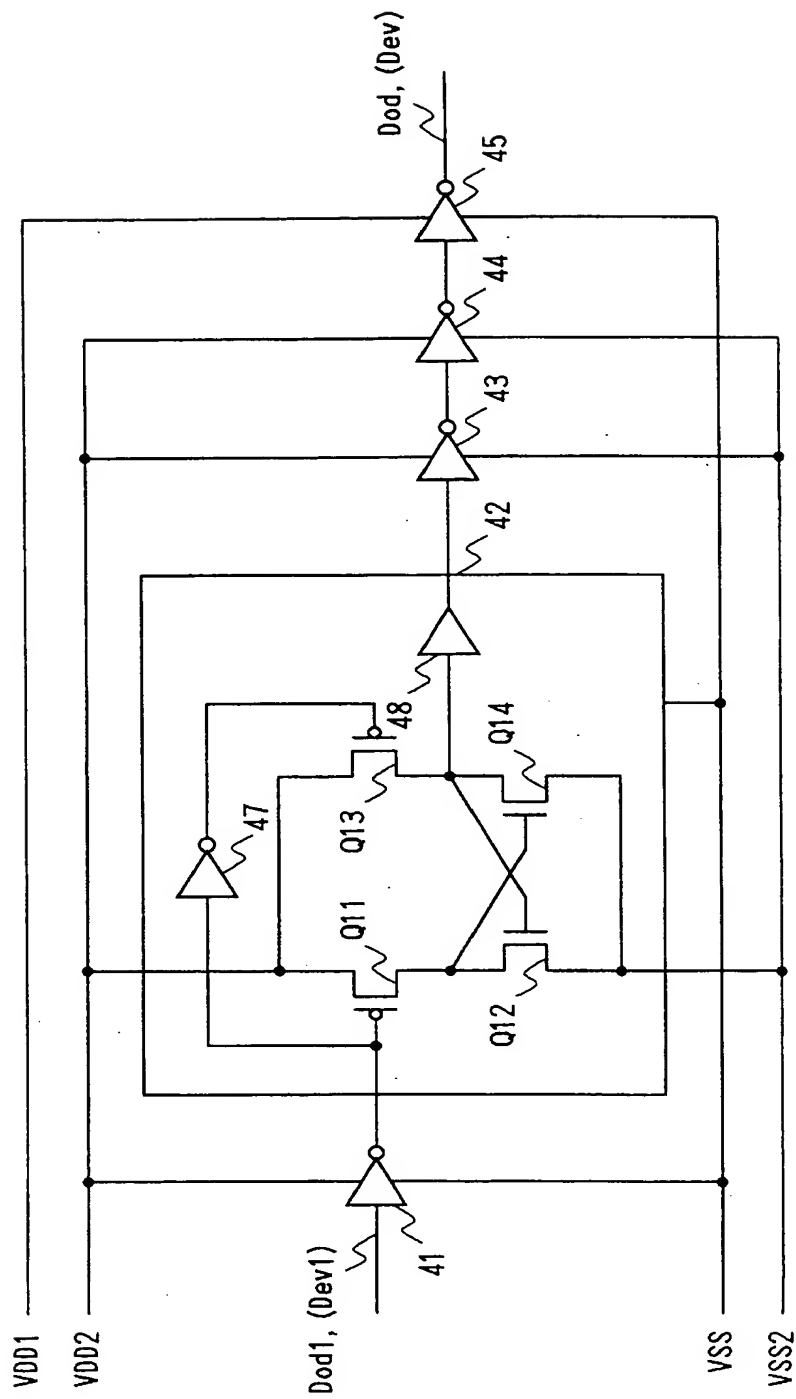 VDD1
VDD2
Dod1, (Dev1)
41
47
Q11
Q13
Q12
Q14
48
42
43
44
45
Dod, (Dev)
VSS
VSS2